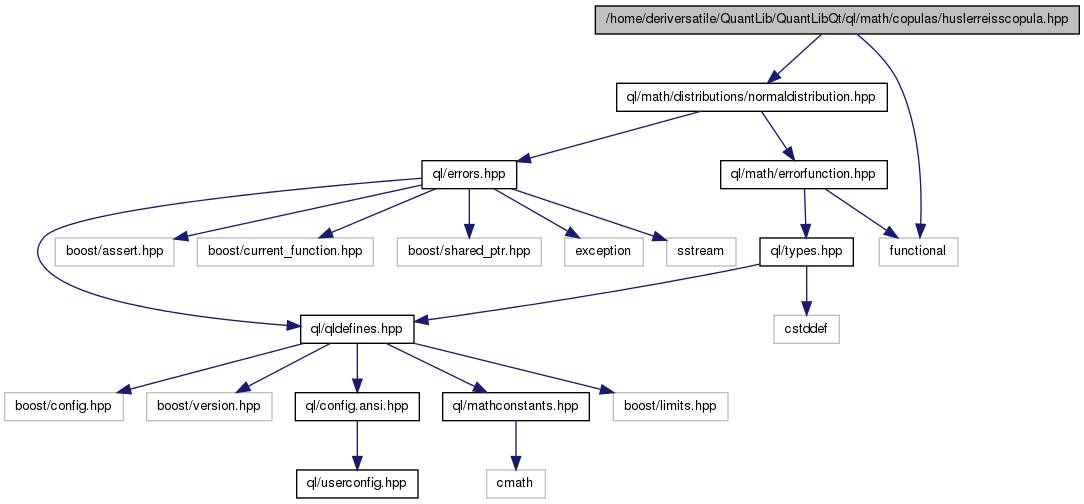 /home/deriversatile/QuantLib/QuantLibQt/ql/math/copulas/huslerreisscopula.hpp
ql/math/distributions/normaldistribution.hpp
ql/errors.hpp
ql/math/errorfunction.hpp
boost/assert.hpp
boost/current_function.hpp
boost/shared_ptr.hpp
exception
sstream
ql/types.hpp
functional
ql/qldefines.hpp
cstddef
boost/config.hpp
boost/version.hpp
ql/config.ansi.hpp
ql/mathconstants.hpp
boost/limits.hpp
ql/userconfig.hpp
cmath